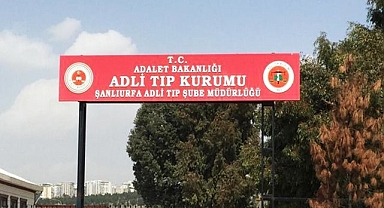 T.C.
ADALET BAKANLIĞI
ADLİ TIP KURUMU
ŞANLIURFA ADLİ TIP ŞUBE MÜDÜRLÜĞÜ